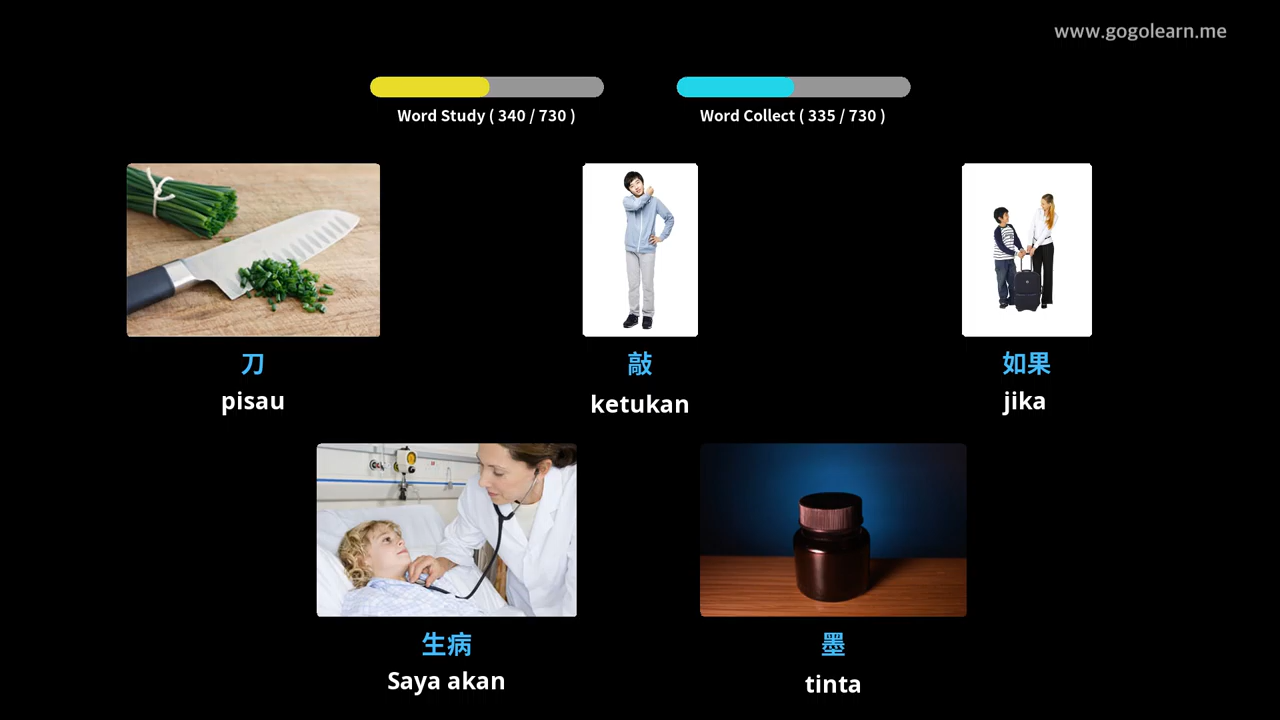 www.gogolearn.me
Word Study ( 340 / 730 )
Word Collect ( 335 / 730 )
刀
pisau
敲
ketukan
如果
jika
生病
Saya akan
墨
tinta